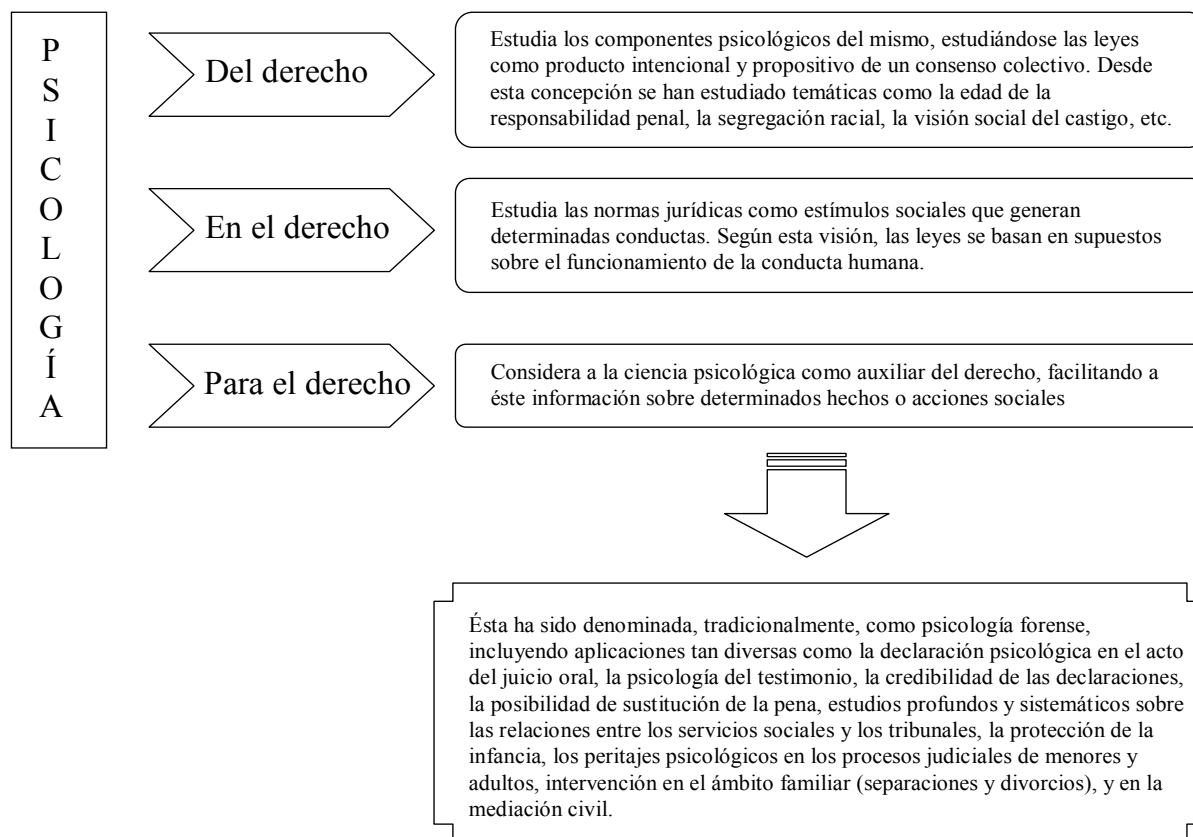 PSICOLOGÍA
Del derecho
Estudia los componentes psicológicos del mismo, estudiándose las leyes
como producto intencional y propositivo de un consenso colectivo. Desde
esta concepción se han estudiado temáticas como la edad de la
responsabilidad penal, la segregación racial, la visión social del castigo, etc.
En el derecho
Estudia las normas jurídicas como estímulos sociales que generan
determinadas conductas. Según esta visión, las leyes se basan en supuestos
sobre el funcionamiento de la conducta humana.
Para el derecho
Considera a la ciencia psicológica como auxiliar del derecho, facilitando a
éste información sobre determinados hechos o acciones sociales
Ésta ha sido denominada, tradicionalmente, como psicología forense,
incluyendo aplicaciones tan diversas como la declaración psicológica en el acto
del juicio oral, la psicología del testimonio, la credibilidad de las declaraciones,
la posibilidad de sustitución de la pena, estudios profundos y sistemáticos sobre
las relaciones entre los servicios sociales y los tribunales, la protección de la
infancia, los peritajes psicológicos en los procesos judiciales de menores y
adultos, intervención en el ámbito familiar (separaciones y divorcios), y en la
mediación civil.